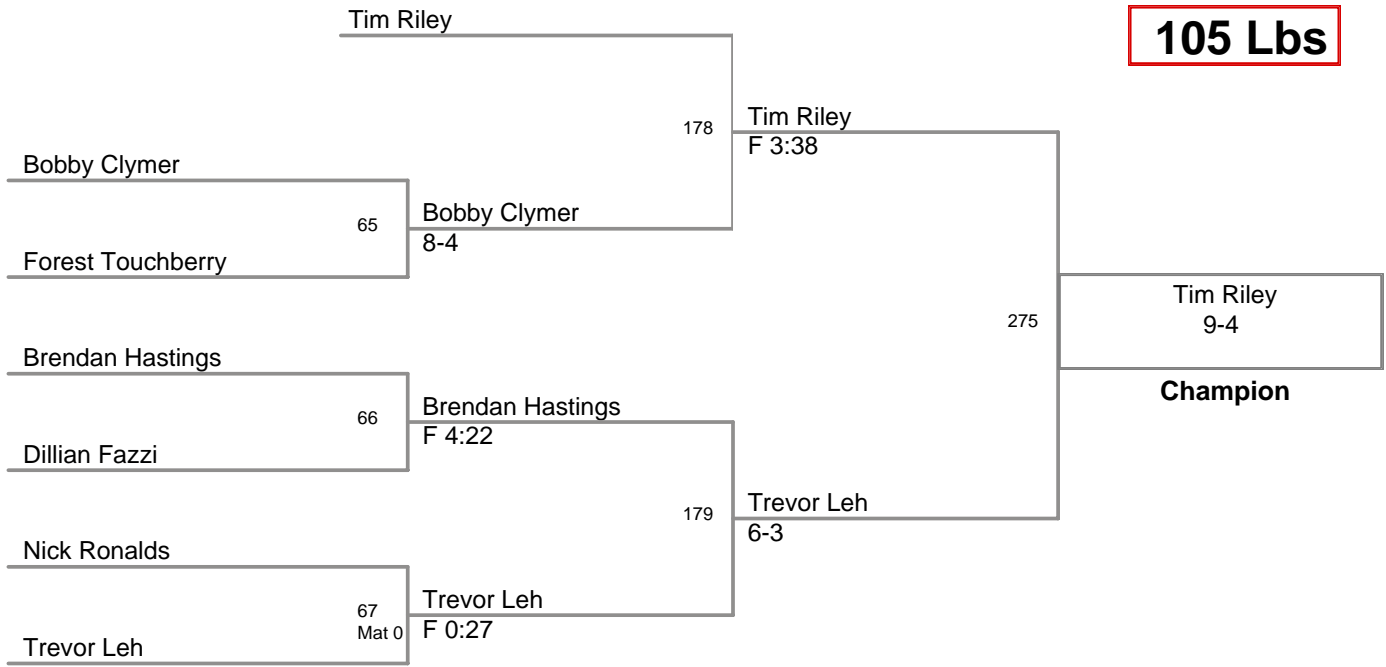 Tim Riley
105 Lbs
178
Tim Riley
F 3:38
Bobby Clymer
65
Bobby Clymer
8-4
Forest Touchberry
275
Tim Riley
9-4
Champion
Brendan Hastings
66
Brendan Hastings
F 4:22
Dillian Fazzi
179
Trevor Leh
6-3
Nick Ronalds
67
Mat 0
Trevor Leh
F 0:27
Trevor Leh